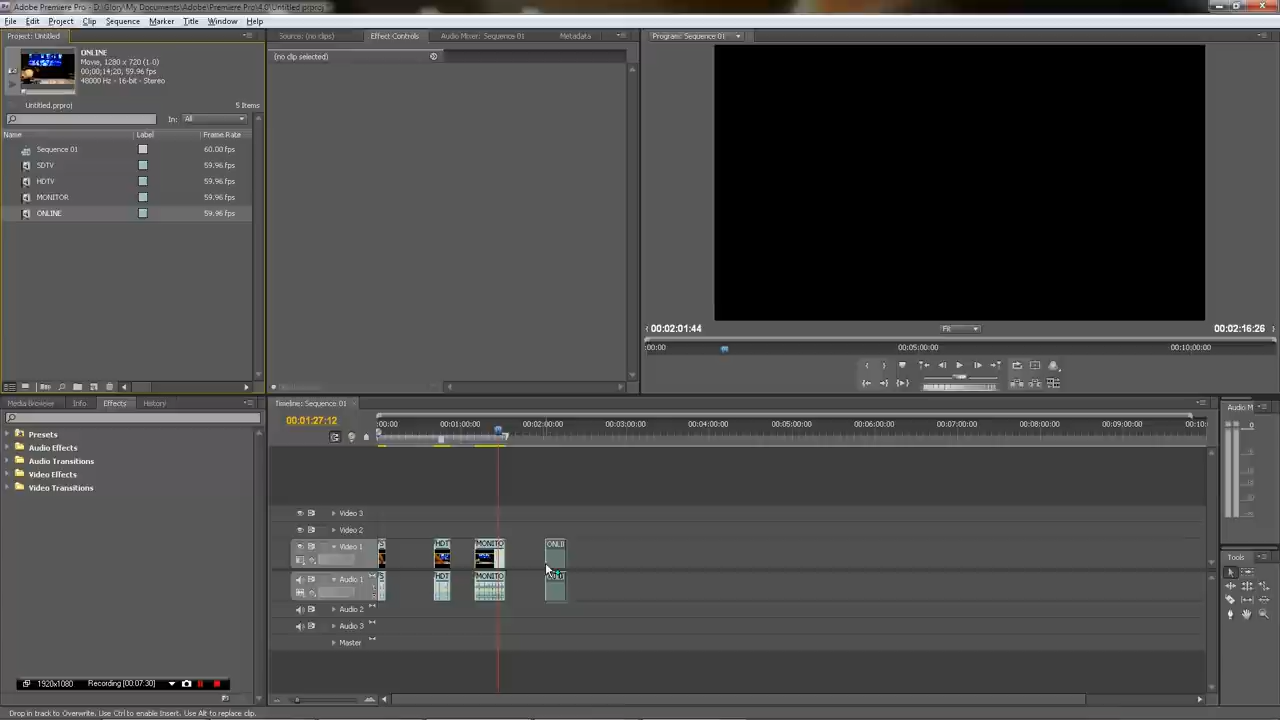 Adobe Premiere Pro - D:\Glory\My Documents\Adobe\Premiere Pro\4.0\Untitled.prproj
File Edit Project Clip Sequence Marker Title Window Help
Project: Untitled
ONLINE
Movie, 1280 x 720 (1.0)
00;00;14;20, 59.96 fps
48000 Hz - 16-bit - Stereo
Untitled.prproj 5 Items
In: All
Name Label Frame Rate
Sequence 01 60.00 fps
SDTV 59.96 fps
HDTV 59.96 fps
MONITOR 59.96 fps
ONLINE 59.96 fps
Source: (no clips) Effect Controls Audio Mixer: Sequence 01 Metadata
(no clip selected)
Program: Sequence 01
00:02:01:44 Fit 00:02:16:26
:00:00 00:05:00:00 00:10:00:00
Media Browser Info Effects History
Presets
Audio Effects
Audio Transitions
Video Effects
Video Transitions
1920x1080 Recording [00:07:30]
Timeline: Sequence 01
00:01:27:12
:00:00 00:01:00:00 00:02:00:00 00:03:00:00 00:04:00:00 00:05:00:00 00:06:00:00 00:07:00:00 00:08:00:00 00:09:00:00 00:10:
Video 3
Video 2
Video 1 S HDT MONITO ONLII
Audio 1 S HDT MONITO
Audio 2
Audio 3
Master
Audio M
0
Tools
Drop in track to Overwrite. Use Ctrl to enable Insert. Use Alt to replace clip.